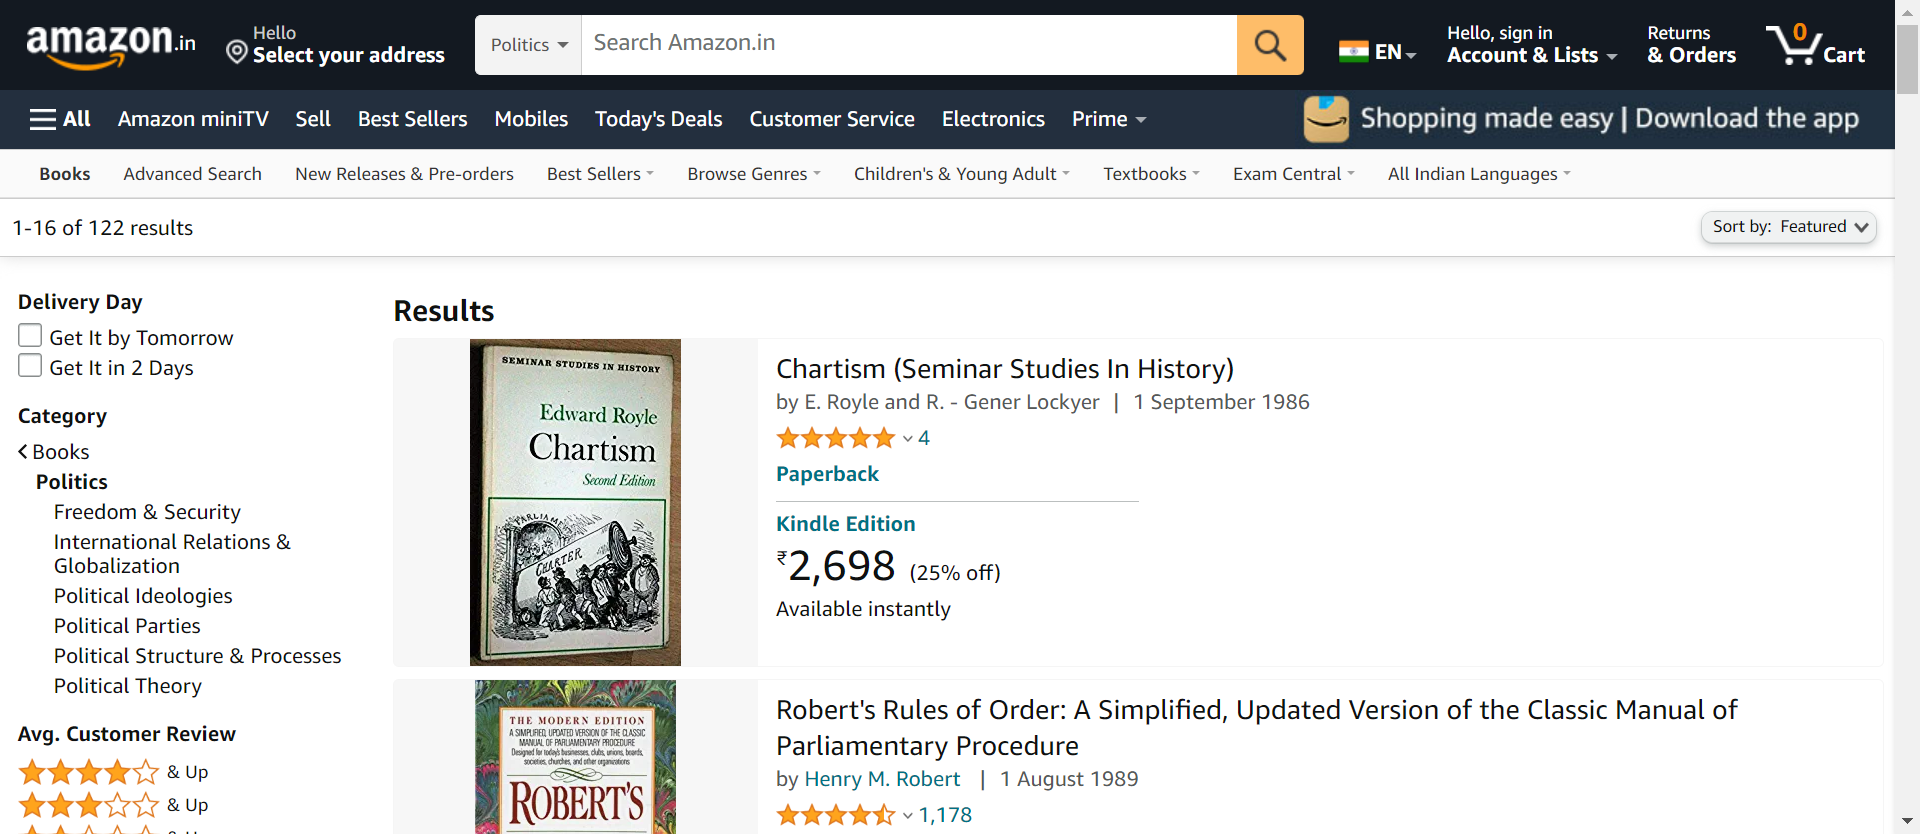 amazon.in
Hello
Select your address
Politics
Search Amazon.in
EN
Hello, sign in
Account & Lists
Returns
& Orders
0
Cart
All
Amazon miniTV
Sell
Best Sellers
Mobiles
Today's Deals
Customer Service
Electronics
Prime
Shopping made easy | Download the app
Books
Advanced Search
New Releases & Pre-orders
Best Sellers
Browse Genres
Children's & Young Adult
Textbooks
Exam Central
All Indian Languages
1-16 of 122 results
Sort by: Featured
Delivery Day
Get It by Tomorrow
Get It in 2 Days
Category
Books
Politics
Freedom & Security
International Relations &
Globalization
Political Ideologies
Political Parties
Political Structure & Processes
Political Theory
Avg. Customer Review
& Up
& Up
Results
SEMINAR STUDIES IN HISTORY
Edward Royle
Chartism
Second Edition
PARLIAMENT
CHARTER
Chartism (Seminar Studies In History)
by E. Royle and R. - Gener Lockyer | 1 September 1986
4
Paperback
Kindle Edition
₹2,698 (25% off)
Available instantly
THE MODERN EDITION
A SIMPLIFIED, UPDATED VERSION OF THE CLASSIC
MANUAL OF PARLIAMENTARY PROCEDURE
Designed for today's businesses, clubs, unions, boards,
societies, churches, and other organizations
ROBERT'S
Robert's Rules of Order: A Simplified, Updated Version of the Classic Manual of
Parliamentary Procedure
by Henry M. Robert | 1 August 1989
1,178